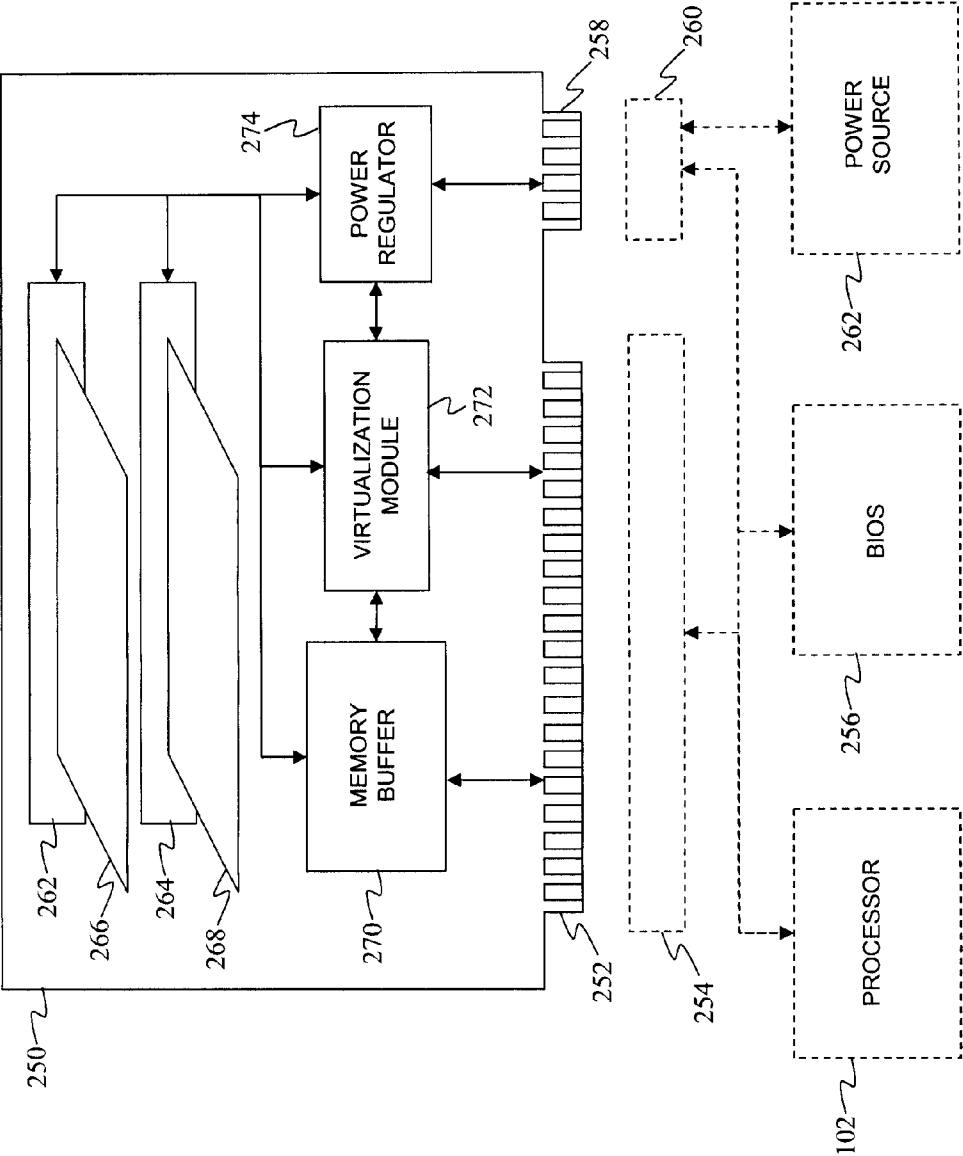 250
262
266
264
268
274
POWER
REGULATOR
272
VIRTUALIZATION
MODULE
270
MEMORY
BUFFER
252
258
254
260
102
PROCESSOR
256
BIOS
262
POWER
SOURCE